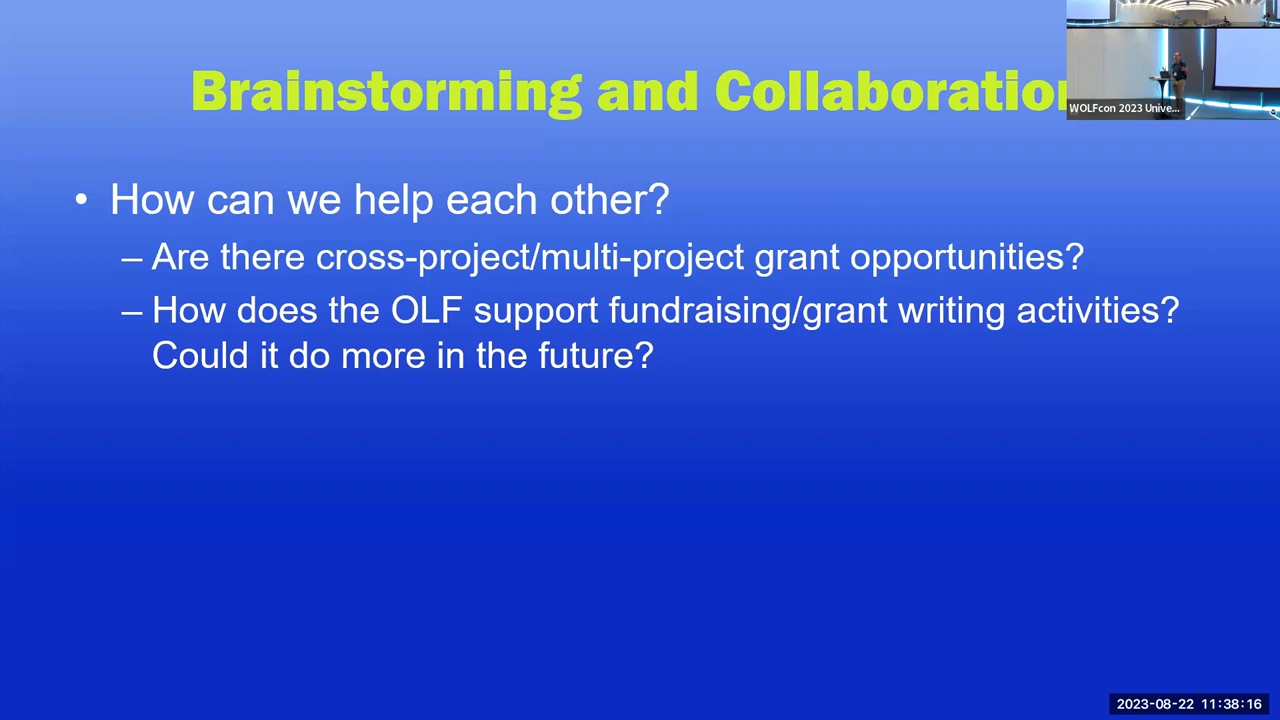 Brainstorming and Collaboration
WOLFcon 2023 Unive...
• How can we help each other?
– Are there cross-project/multi-project grant opportunities?
– How does the OLF support fundraising/grant writing activities?
Could it do more in the future?
2023-08-22 11:38:16